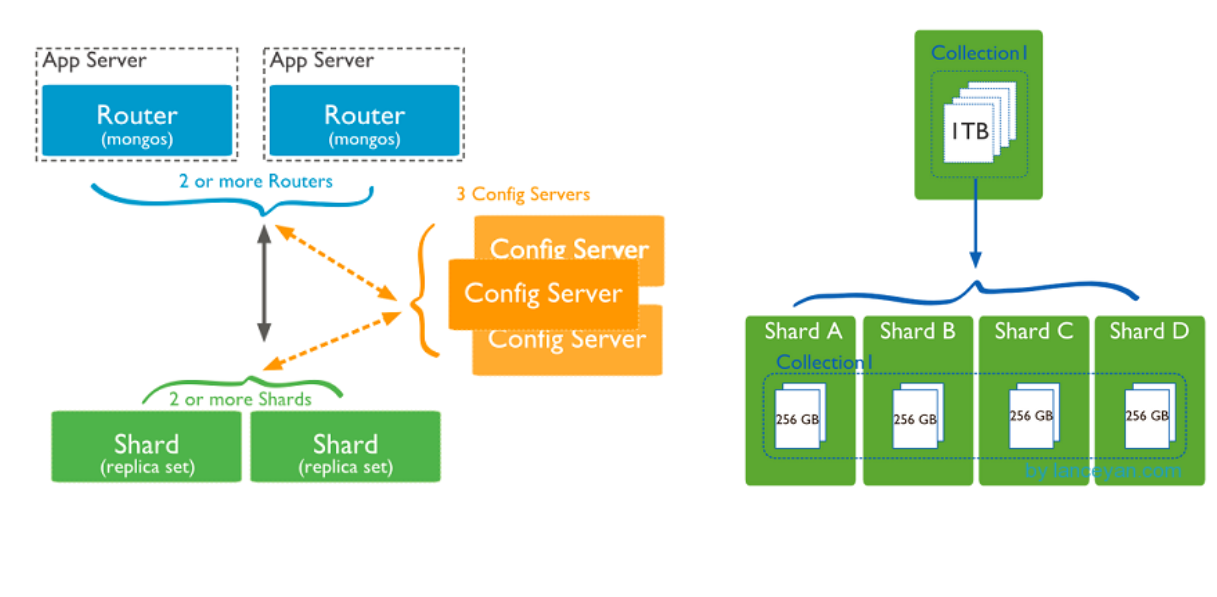 App Server
Router
(mongos)
App Server
Router
(mongos)
2 or more Routers
3 Config Servers
Config Server
Config Server
Config Server
2 or more Shards
Shard
(replica set)
Shard
(replica set)
Collection1
1TB
Shard A
Shard B
Shard C
Shard D
Collection1
256 GB
256 GB
256 GB
256 GB
by lanceyan.com